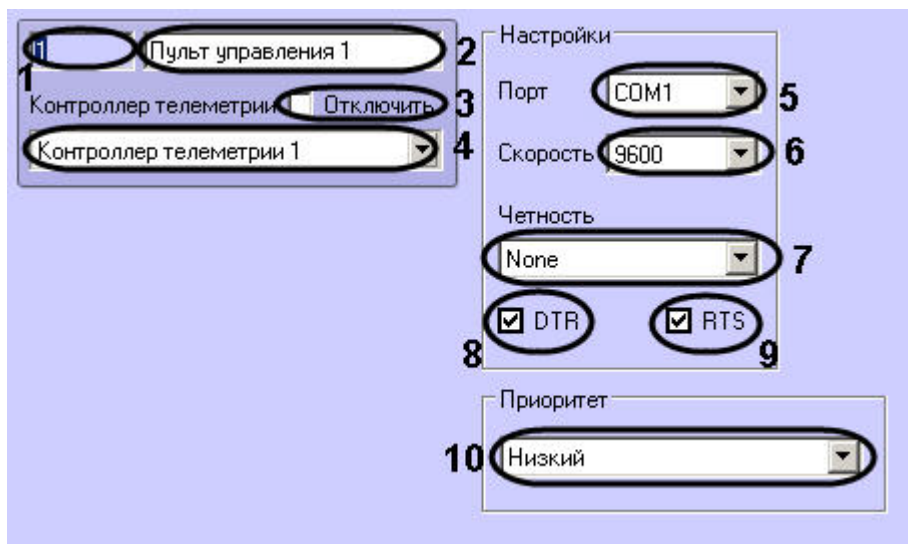 1 Пульт управления 1 2
1
Контроллер телеметрии Отключить 3
Контроллер телеметрии 1 4
Настройки
Порт COM1 5
Скорость 9600 6
Четность
None 7
DTR RTS
8 9
Приоритет
10 Низкий